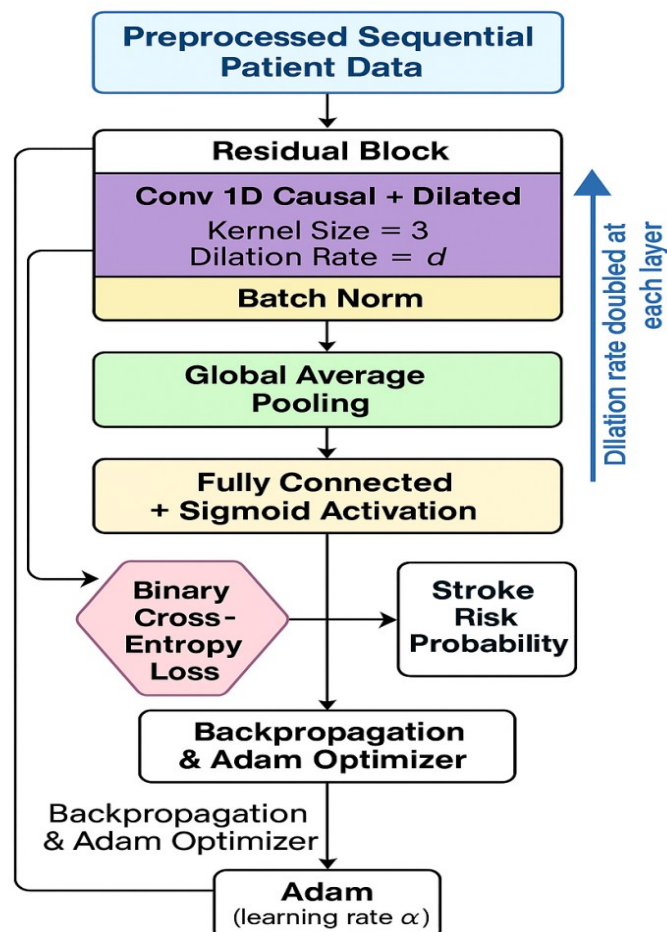 Preprocessed Sequential
Patient Data
Residual Block
Conv 1D Causal + Dilated
Kernel Size = 3
Dilation Rate = d
Batch Norm
Dilation rate doubled at
each layer
Global Average
Pooling
Fully Connected
+ Sigmoid Activation
Binary
Cross-
Entropy
Loss
Stroke
Risk
Probability
Backpropagation
& Adam Optimizer
Backpropagation
& Adam Optimizer
Adam
(learning rate α)